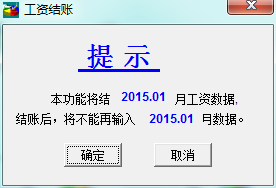 工资结账
提 示
本功能将结 2015.01 月工资数据,
结账后，将不能再输入 2015.01 月数据。
确定 取消